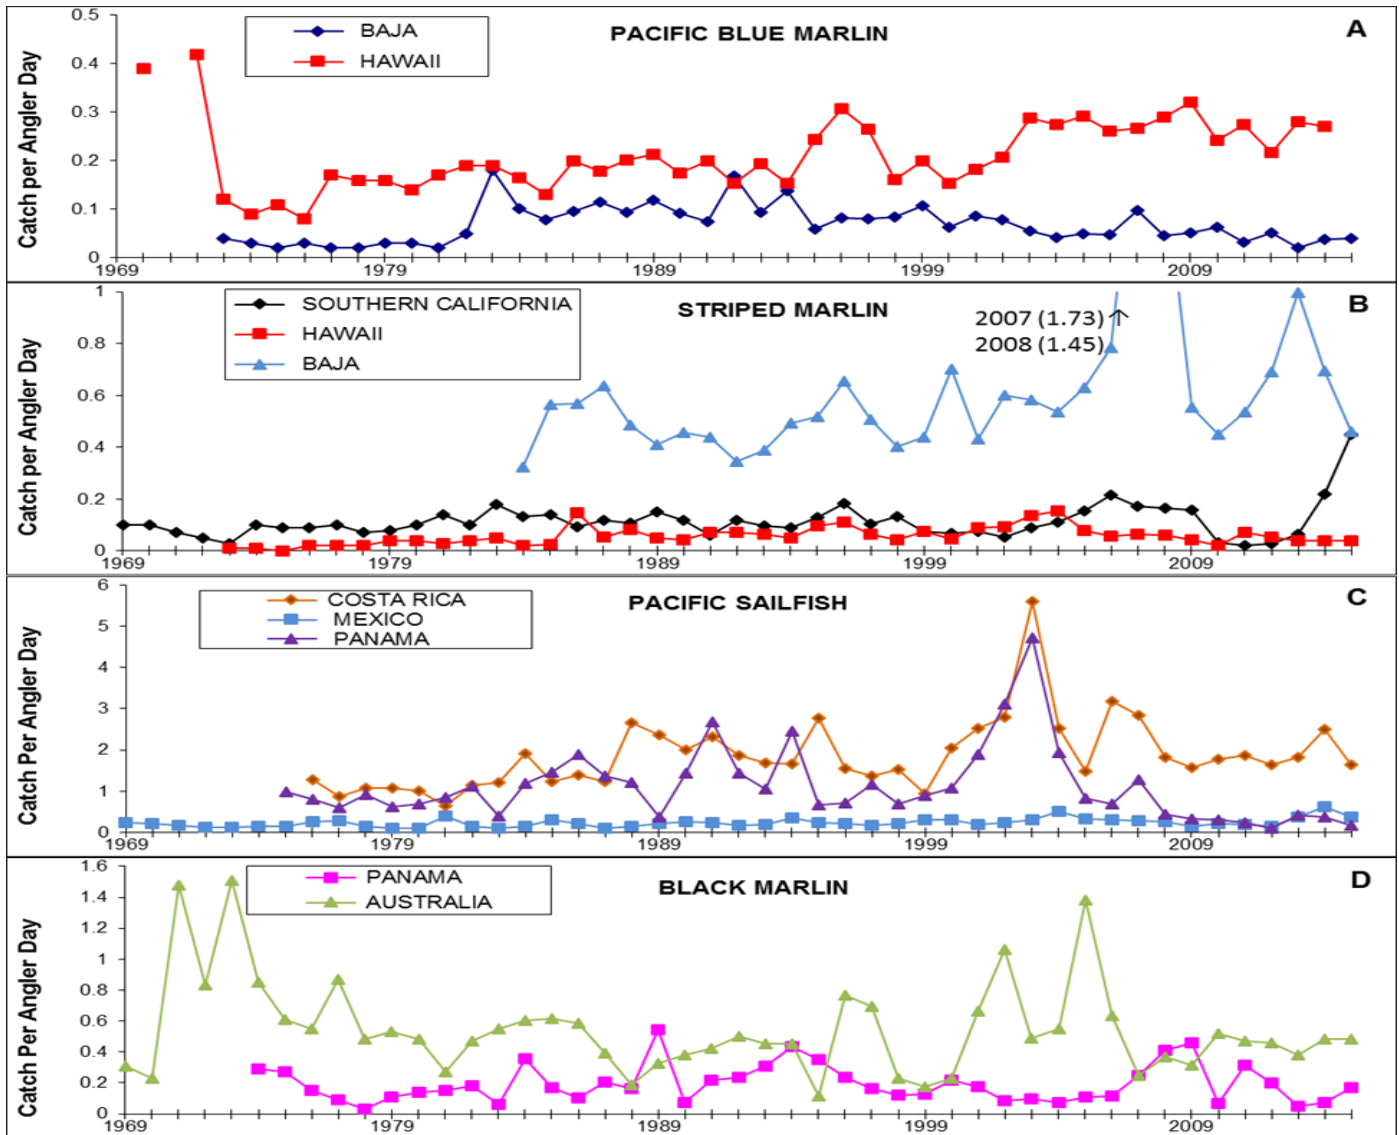 PACIFIC BLUE MARLIN
A
BAJA
HAWAII
Catch per Angler Day
0.5
0.4
0.3
0.2
0.1
0
1969
1979
1989
1999
2009
STRIPED MARLIN
B
SOUTHERN CALIFORNIA
HAWAII
BAJA
2007 (1.73) ↑
2008 (1.45)
Catch per Angler Day
1
0.8
0.6
0.4
0.2
0
1969
1979
1989
1999
2009
PACIFIC SAILFISH
C
COSTA RICA
MEXICO
PANAMA
Catch Per Angler Day
6
5
4
3
2
1
0
1969
1979
1989
1999
2009
BLACK MARLIN
D
PANAMA
AUSTRALIA
Catch Per Angler Day
1.6
1.4
1.2
1
0.8
0.6
0.4
0.2
0
1969
1979
1989
1999
2009